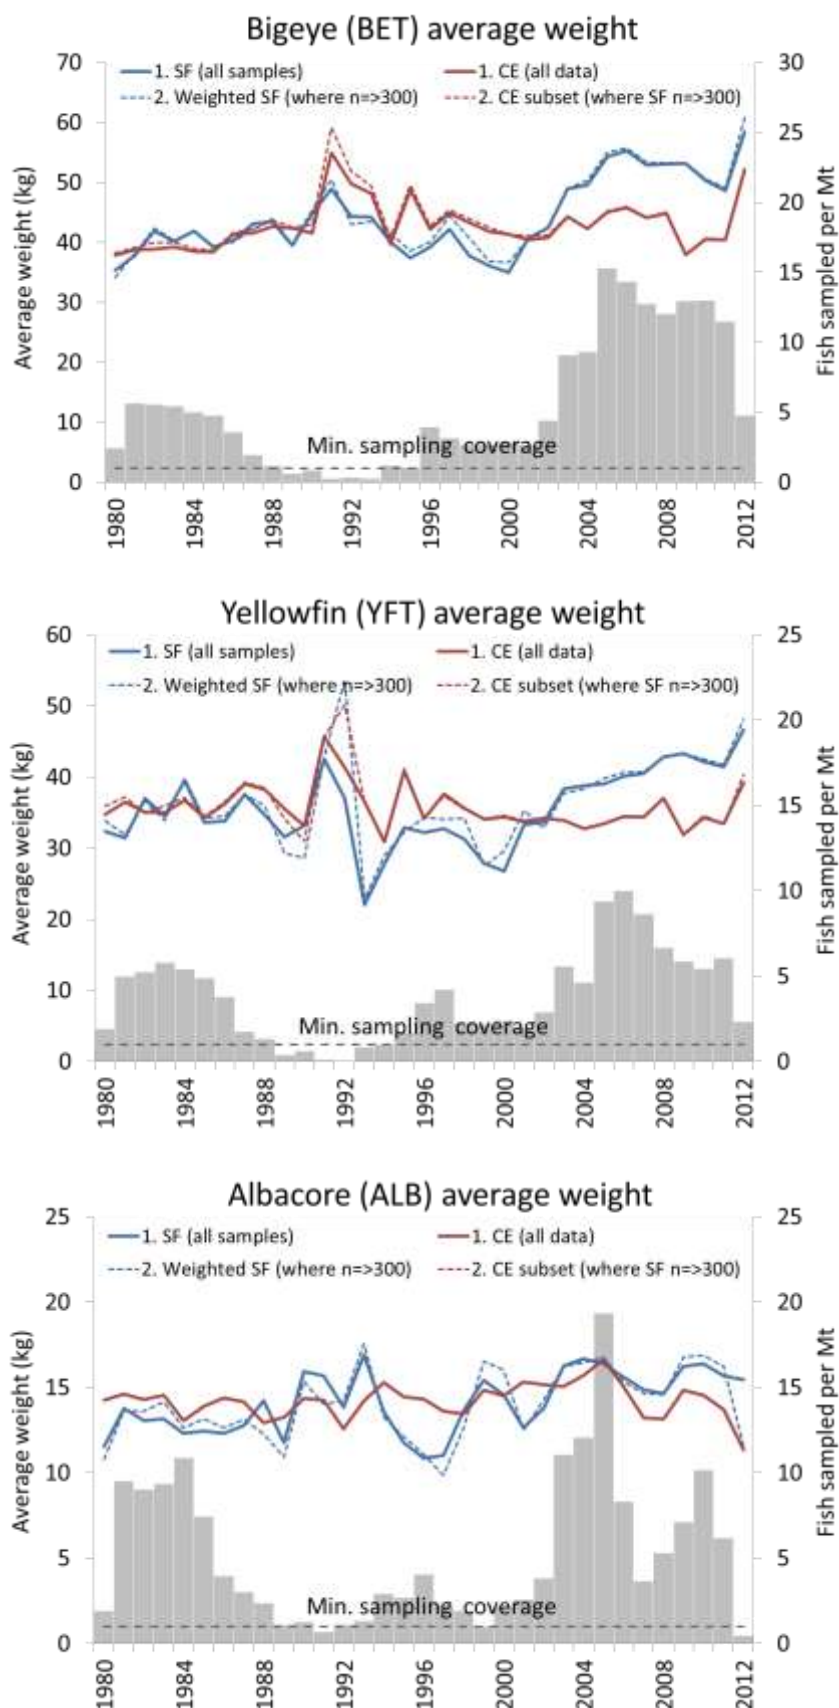 Bigeye (BET) average weight
70 30
1. SF (all samples) 1. CE (all data)
2. Weighted SF (where n=>300) 2. CE subset (where SF n=>300)
60 25
50 20
40
15
30
10
20
10 5
Min. sampling coverage
0 0
Average weight (kg)
Fish sampled per Mt
1980 1984 1988 1992 1996 2000 2004 2008 2012
Yellowfin (YFT) average weight
60 25
1. SF (all samples) 1. CE (all data)
2. Weighted SF (where n=>300) 2. CE subset (where SF n=>300)
50 20
40
15
30
10
20
5
10
Min. sampling coverage
0 0
Average weight (kg)
Fish sampled per Mt
1980 1984 1988 1992 1996 2000 2004 2008 2012
Albacore (ALB) average weight
25 25
1. SF (all samples) 1. CE (all data)
2. Weighted SF (where n=>300) 2. CE subset (where SF n=>300)
20 20
15 15
10 10
5 5
Min. sampling coverage
0 0
Average weight (kg)
Fish sampled per Mt
1980 1984 1988 1992 1996 2000 2004 2008 2012